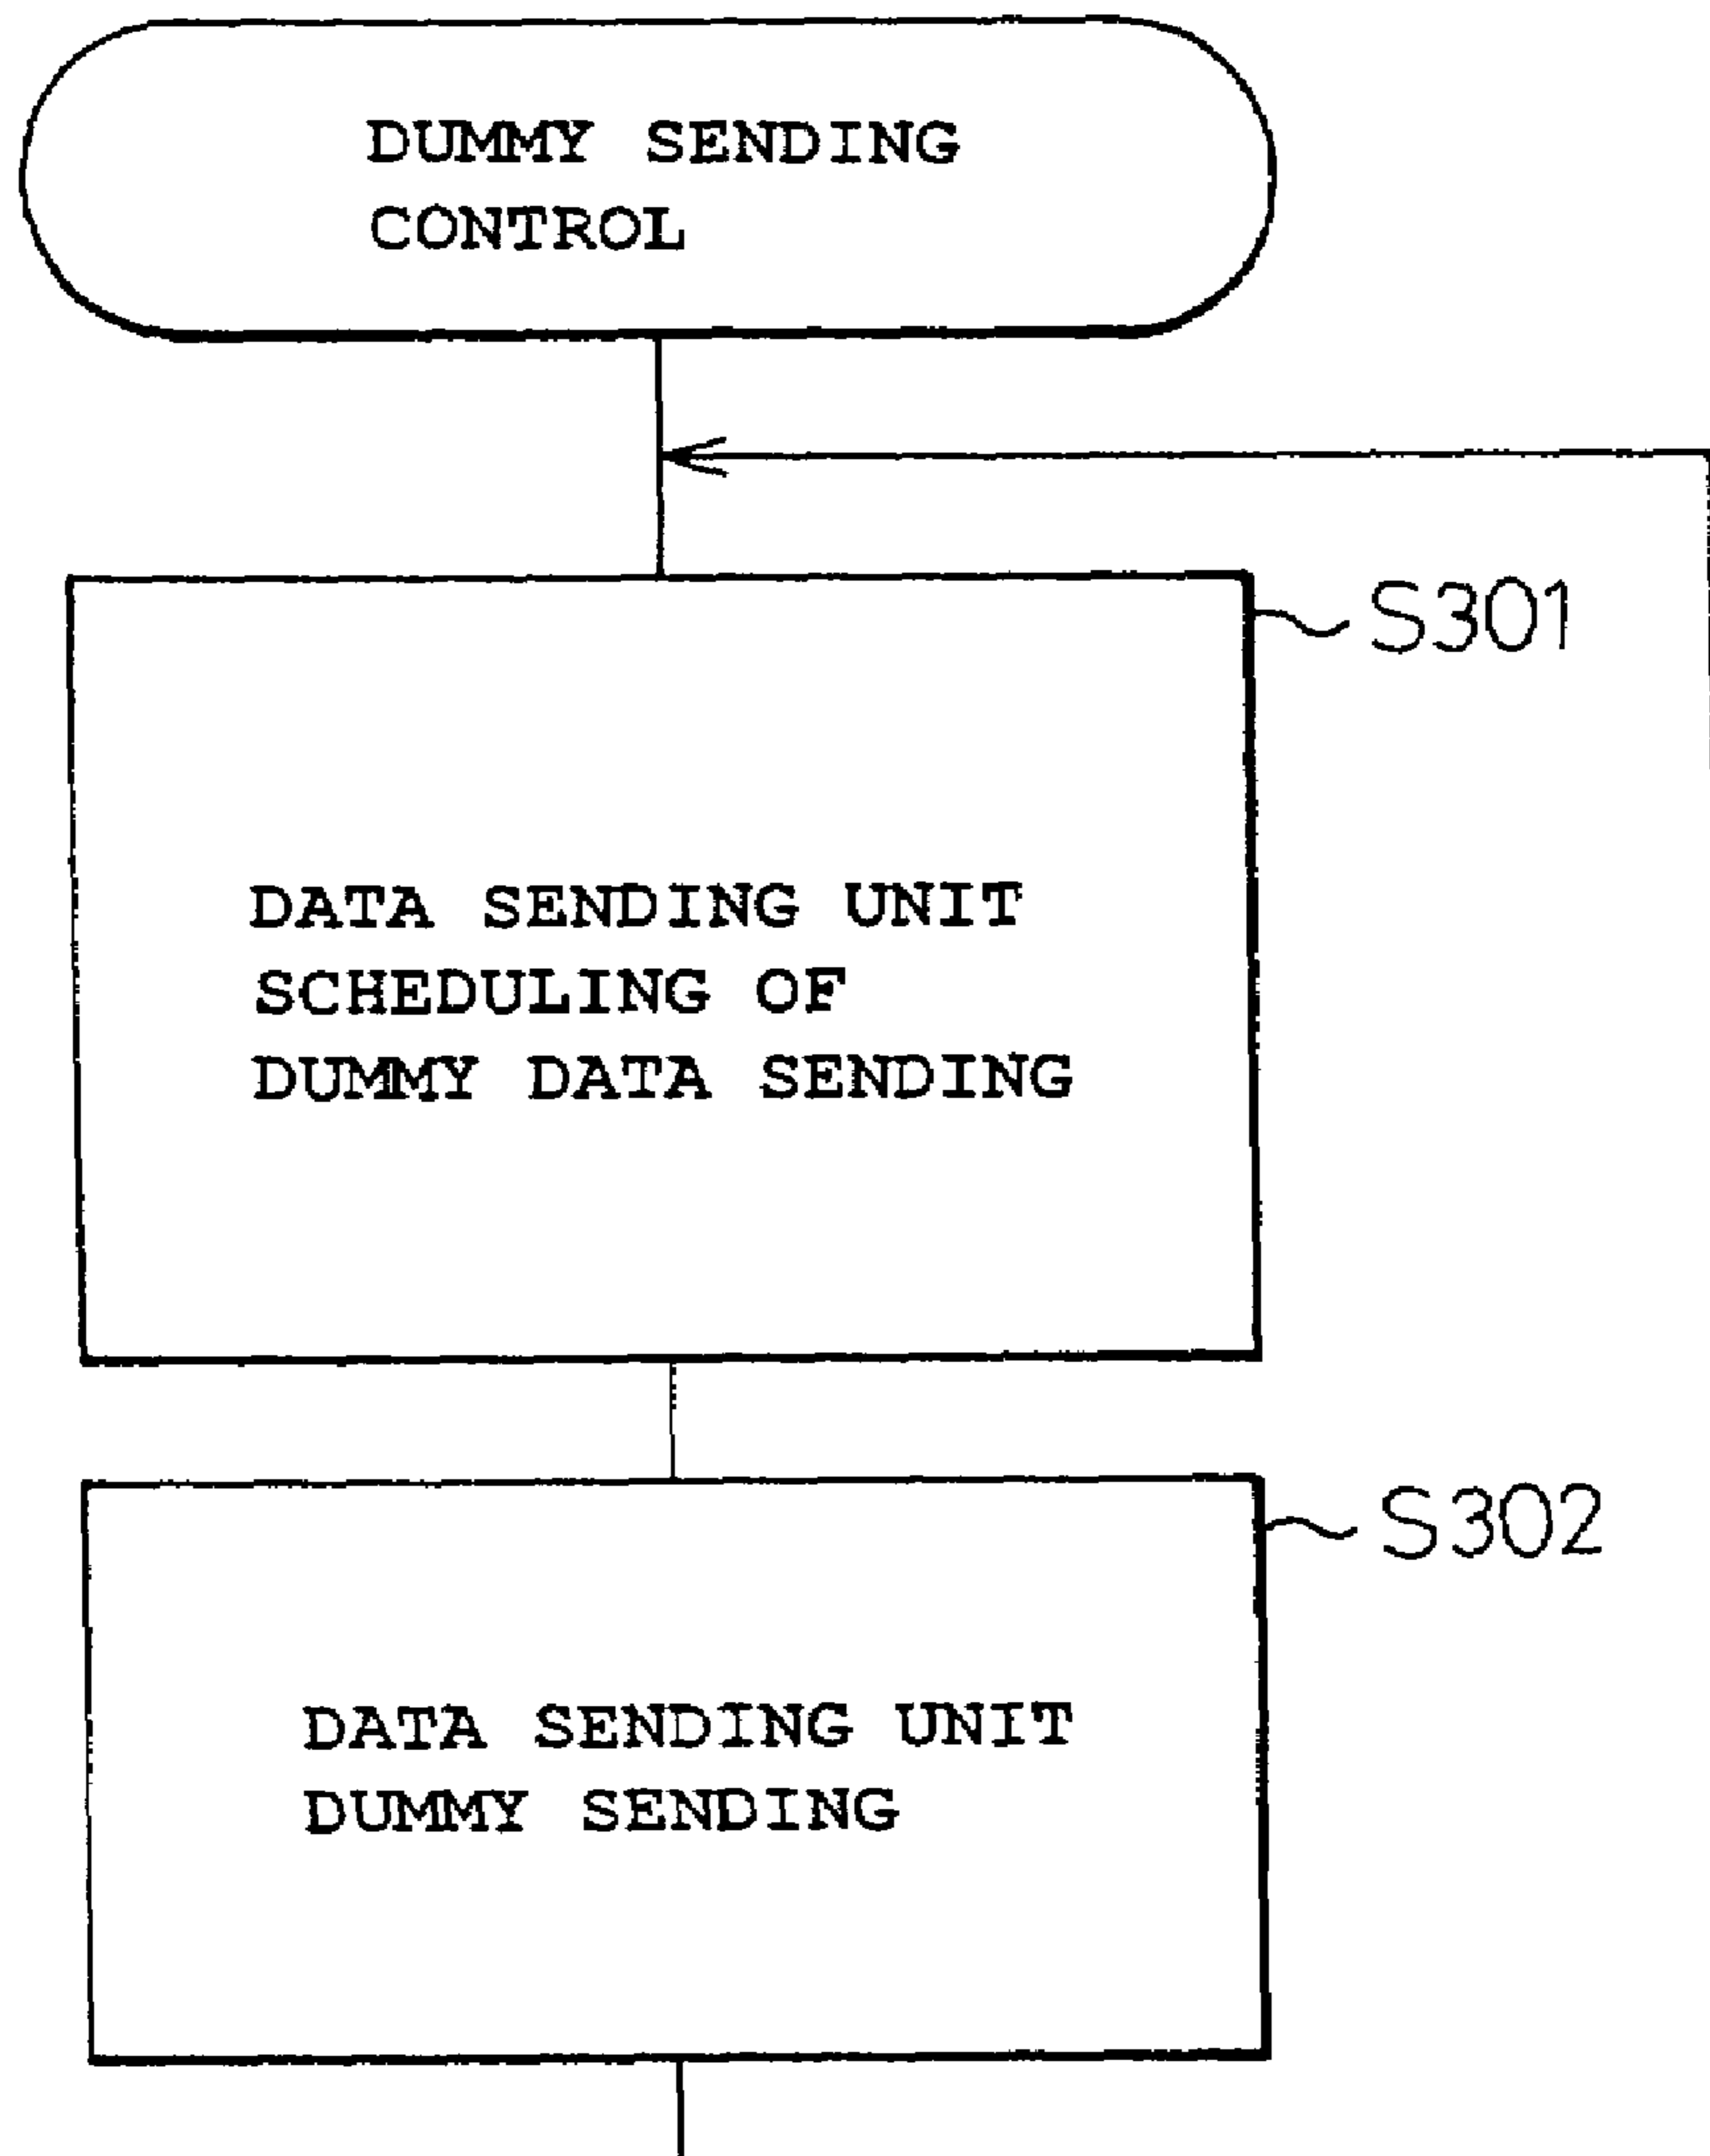 DUMMY SENDING
CONTROL
S301
DATA SENDING UNIT
SCHEDULING OF
DUMMY DATA SENDING
S302
DATA SENDING UNIT
DUMMY SENDING